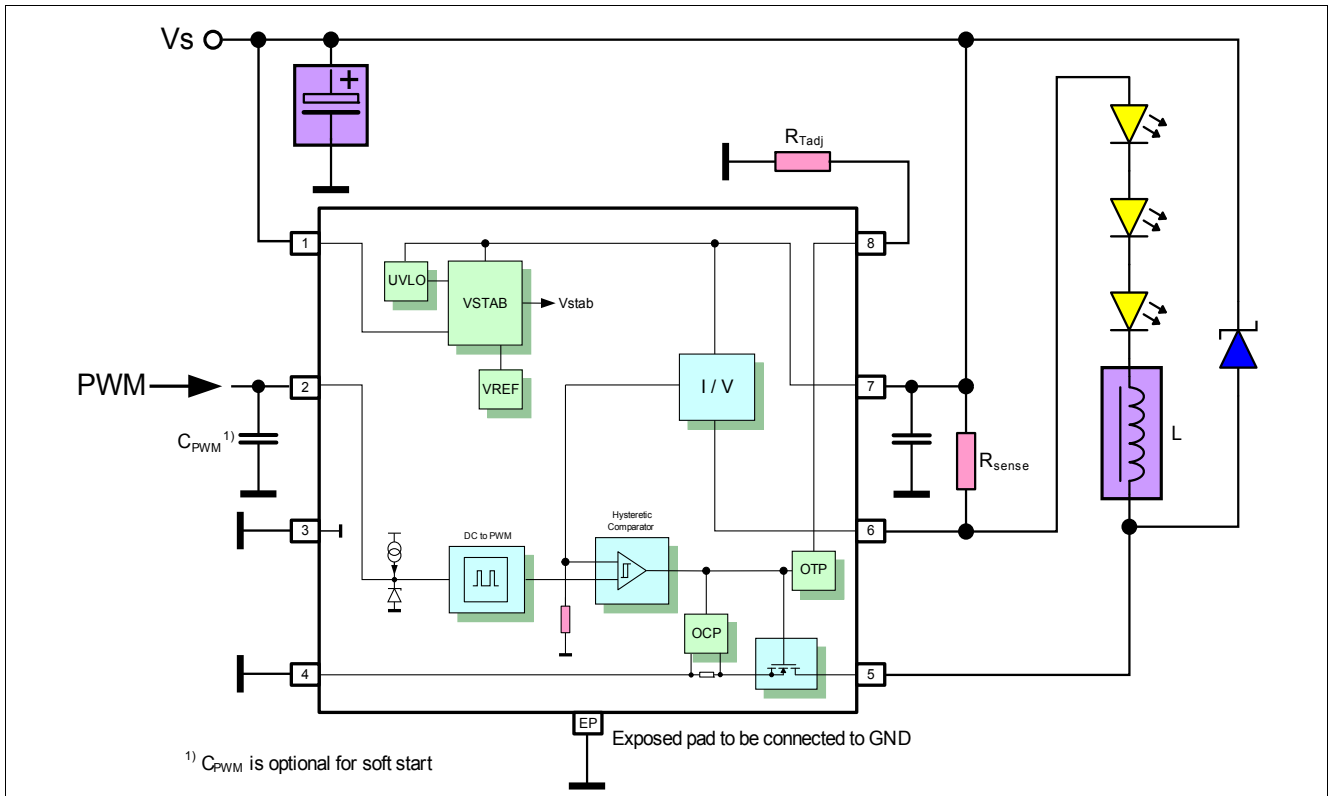 Vs
+
R_Tadj
1
8
UVLO
VSTAB
Vstab
PWM
2
VREF
I / V
7
C_PWM 1)
R_sense
L
3
Hysteretic
Comparator
6
DC to PWM
OTP
OCP
4
5
EP
Exposed pad to be connected to GND
1) C_PWM is optional for soft start